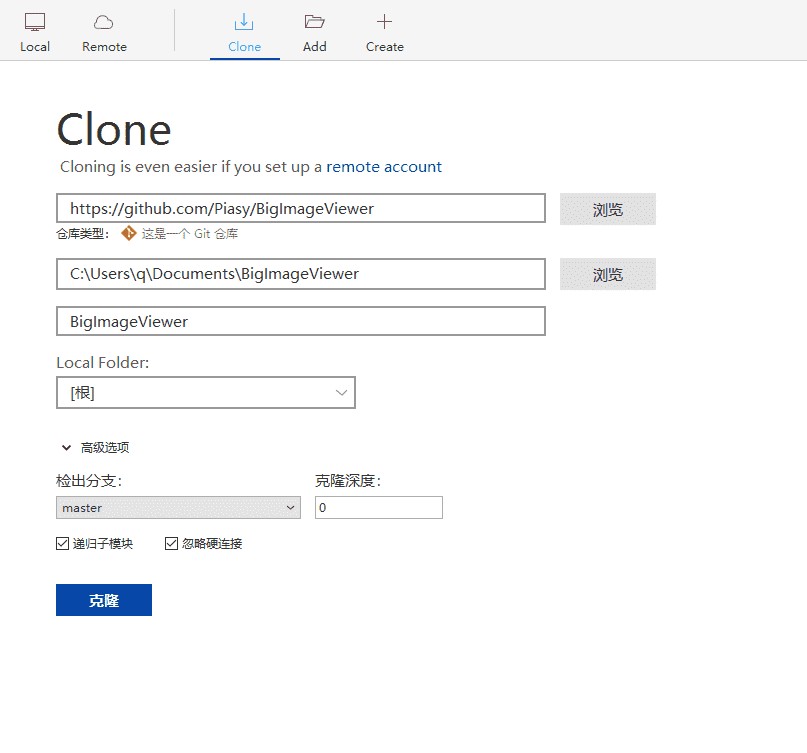 Local Remote Clone Add Create
Clone
Cloning is even easier if you set up a remote account
https://github.com/Piasy/BigImageViewer 浏览
仓库类型： 这是一个 Git 仓库
C:\Users\q\Documents\BigImageViewer 浏览
BigImageViewer
Local Folder:
[根]
高级选项
检出分支： 克隆深度：
master 0
递归子模块 忽略硬连接
克隆